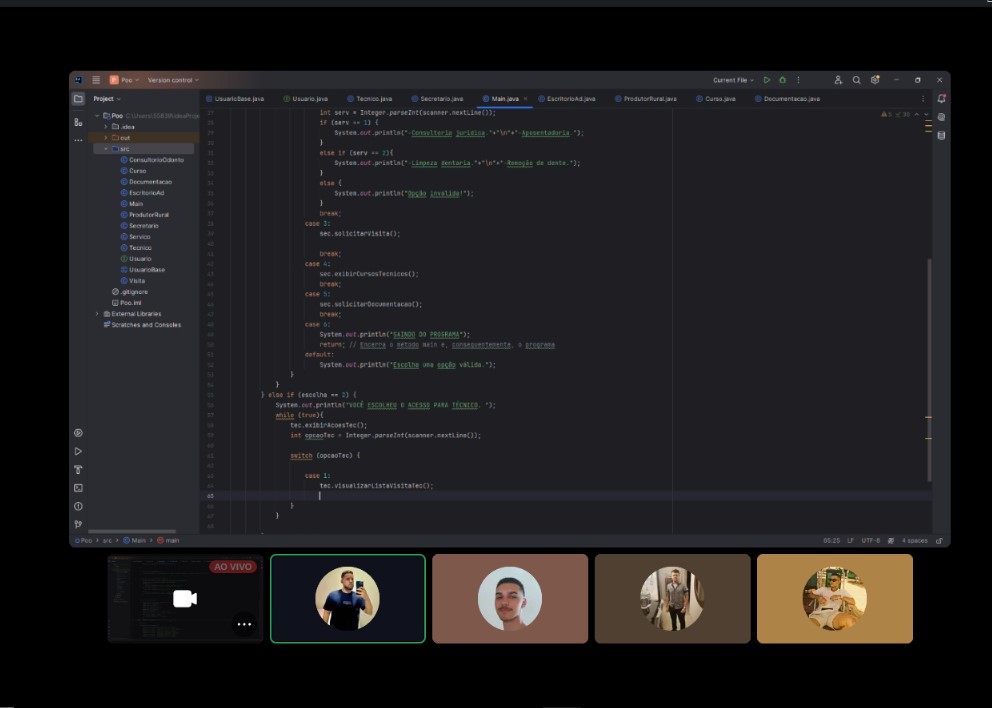 Poo Version control Current File
Project
UsuarioBase.java Usuario.java Tecnico.java Secretario.java Main.java EscritorioAd.java ProdutorRural.java Curso.java Documentacao.java
Poo
.idea
out
src
ConsultorioOdonto
Curso
Documentacao
EscritorioAd
Main
ProdutorRural
Secretario
Servico
Tecnico
Usuario
UsuarioBase
Visita
.gitignore
Poo.iml
External Libraries
Scratches and Consoles
int serv = Integer.parseInt(scanner.nextLine());
if (serv == 1) {
System.out.println("-Consultoria jurídica."+"\n"+"-Aposentadoria.");
}
else if (serv == 2){
System.out.println("-Limpeza dentaria."+"\n"+"-Remoção de dente.");
}
else {
System.out.println("Opção invalida!");
}
break;
case 3:
sec.soliciterVisita();
break;
case 4:
sec.exibirCursosTecnicos();
break;
case 5:
sec.solicitarDocumentacao();
break;
case 6:
System.out.println("SAINDO DO PROGRAMA");
return; // Encerra o método main e, consequentemente, o programa
default:
System.out.println("Escolha uma opção válida.");
}
}
} else if (escolha == 2) {
System.out.println("VOCÊ ESCOLHEU O ACESSO PARA TÉCNICO. ");
while (true){
tec.exibirAcoesTec();
int opcaoTec = Integer.parseInt(scanner.nextLine());
switch (opcaoTec) {
case 1:
tec.visualizarListaVisitaTec();
65
}
}
Poo src Main main 65:25 LF UTF-8 4 spaces
AO VIVO